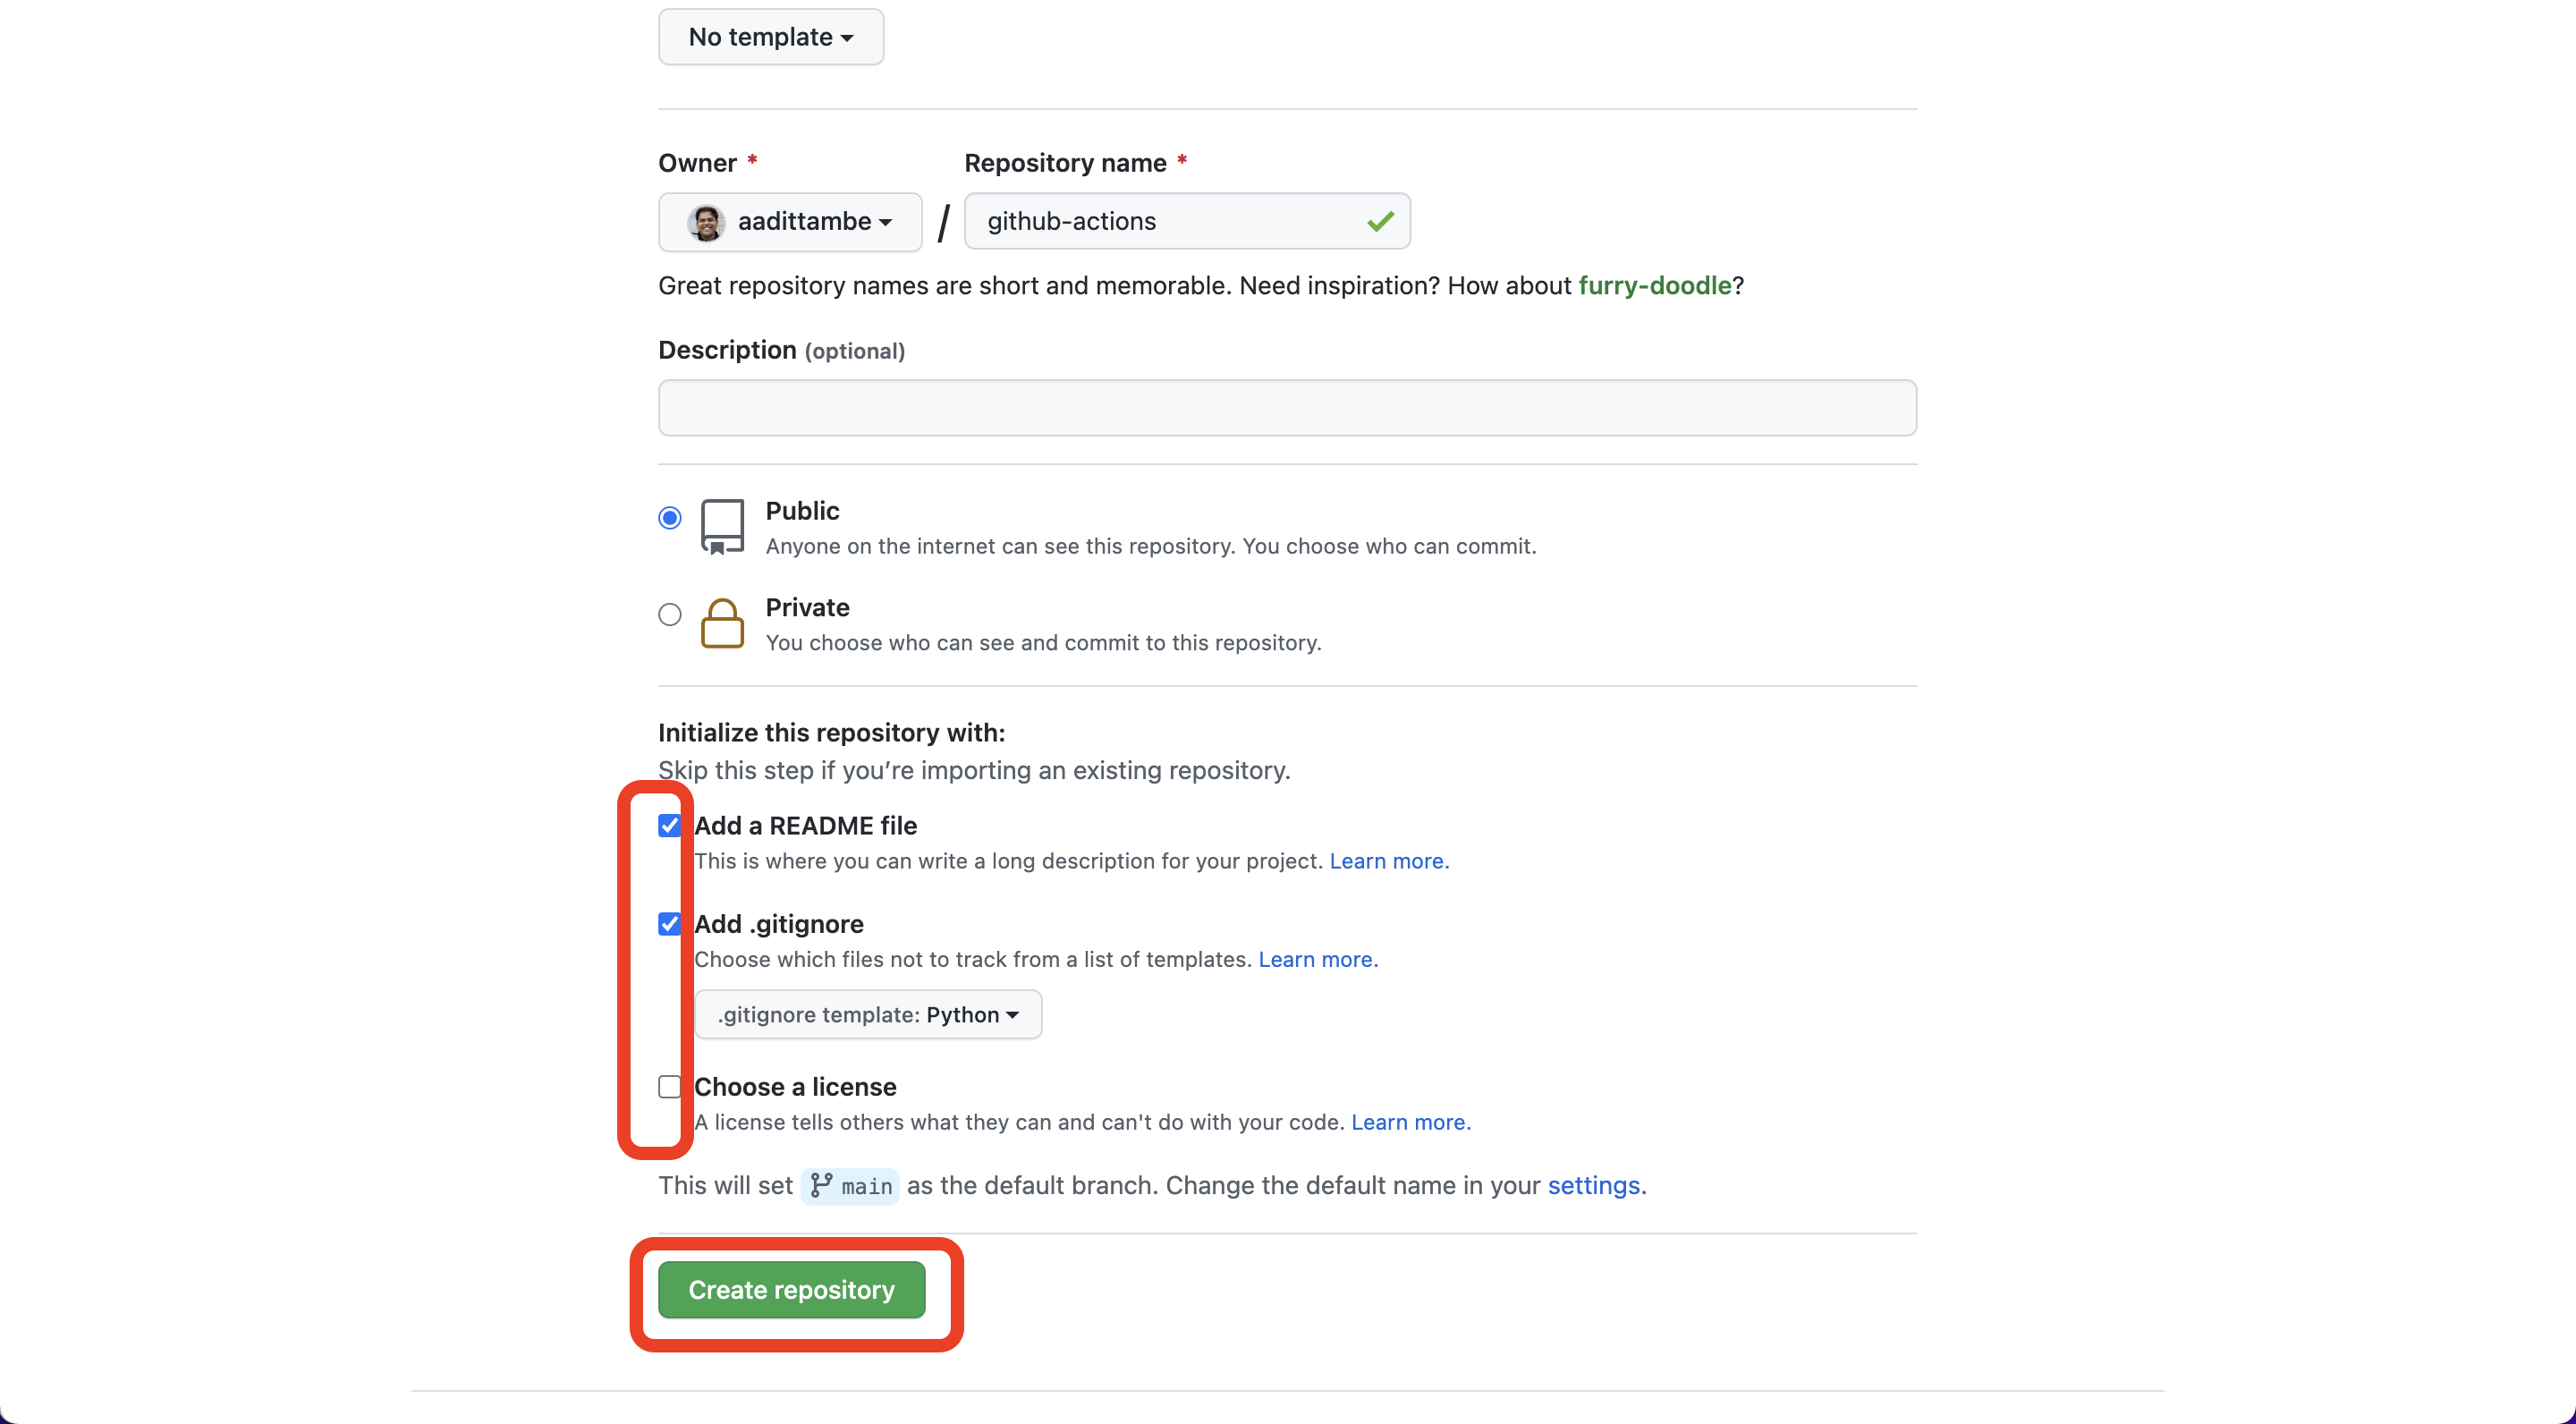 No template
Owner * Repository name *
aadittambe / github-actions
Great repository names are short and memorable. Need inspiration? How about furry-doodle?
Description (optional)
Public
Anyone on the internet can see this repository. You choose who can commit.
Private
You choose who can see and commit to this repository.
Initialize this repository with:
Skip this step if you’re importing an existing repository.
Add a README file
This is where you can write a long description for your project. Learn more.
Add .gitignore
Choose which files not to track from a list of templates. Learn more.
.gitignore template: Python
Choose a license
A license tells others what they can and can't do with your code. Learn more.
This will set main as the default branch. Change the default name in your settings.
Create repository